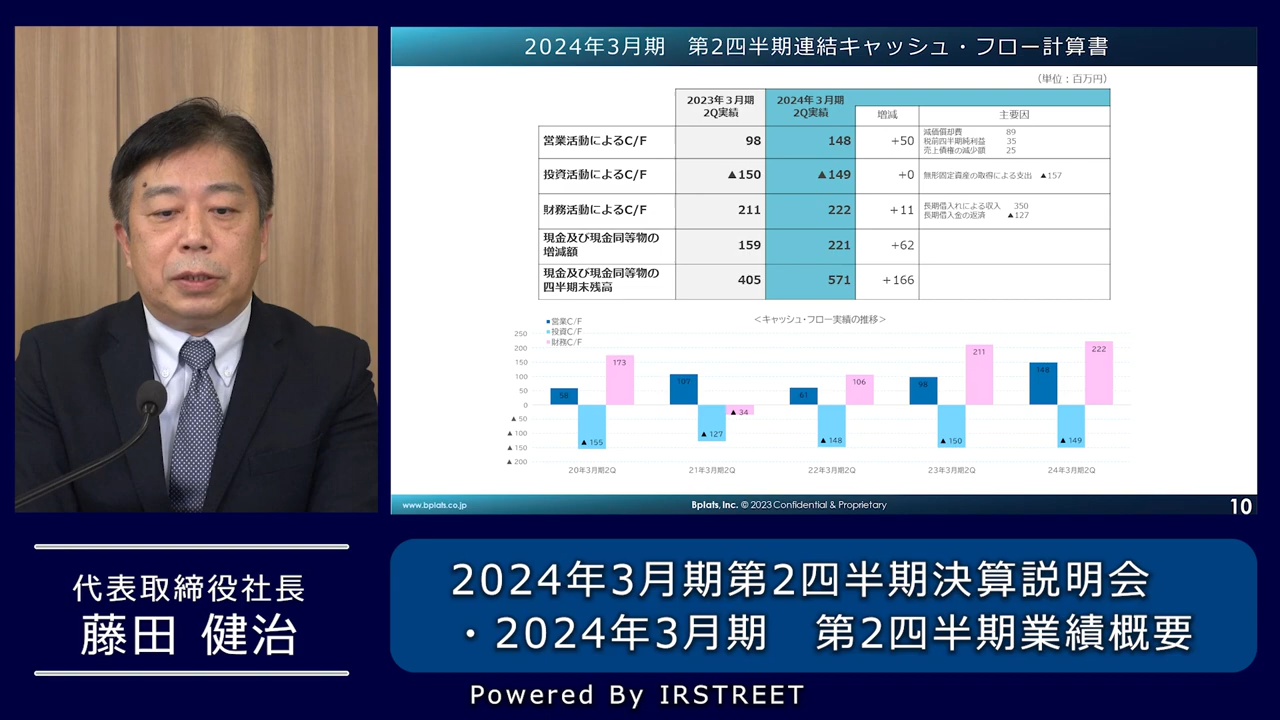 2024年3月期 第2四半期連結キャッシュ・フロー計算書
(単位:百万円)
2023年3月期 2Q実績
2024年3月期 2Q実績
増減
主要因
営業活動によるC/F 98 148 +50
減価償却費 89
税前四半期純利益 35
売上債権の減少額 25
投資活動によるC/F ▲150 ▲149 +0 無形固定資産の取得による支出 ▲157
財務活動によるC/F 211 222 +11
長期借入れによる収入 350
長期借入金の返済 ▲127
現金及び現金同等物の
増減額 159 221 +62
現金及び現金同等物の
四半期末残高 405 571 +166
<キャッシュ・フロー実績の推移>
■営業C/F
■投資C/F
■財務C/F
250
200
150
100
50
0
▲50
▲100
▲150
▲200
58 ▲155 173
107 ▲127 ▲34
61 ▲148 106
98 ▲150 211
148 ▲149 222
20年3月期2Q 21年3月期2Q 22年3月期2Q 23年3月期2Q 24年3月期2Q
www.bplats.co.jp
Bplats, Inc. © 2023 Confidential & Proprietary
10
代表取締役社長
藤田 健治
2024年3月期第2四半期決算説明会
・2024年3月期 第2四半期業績概要
Powered By IRSTREET